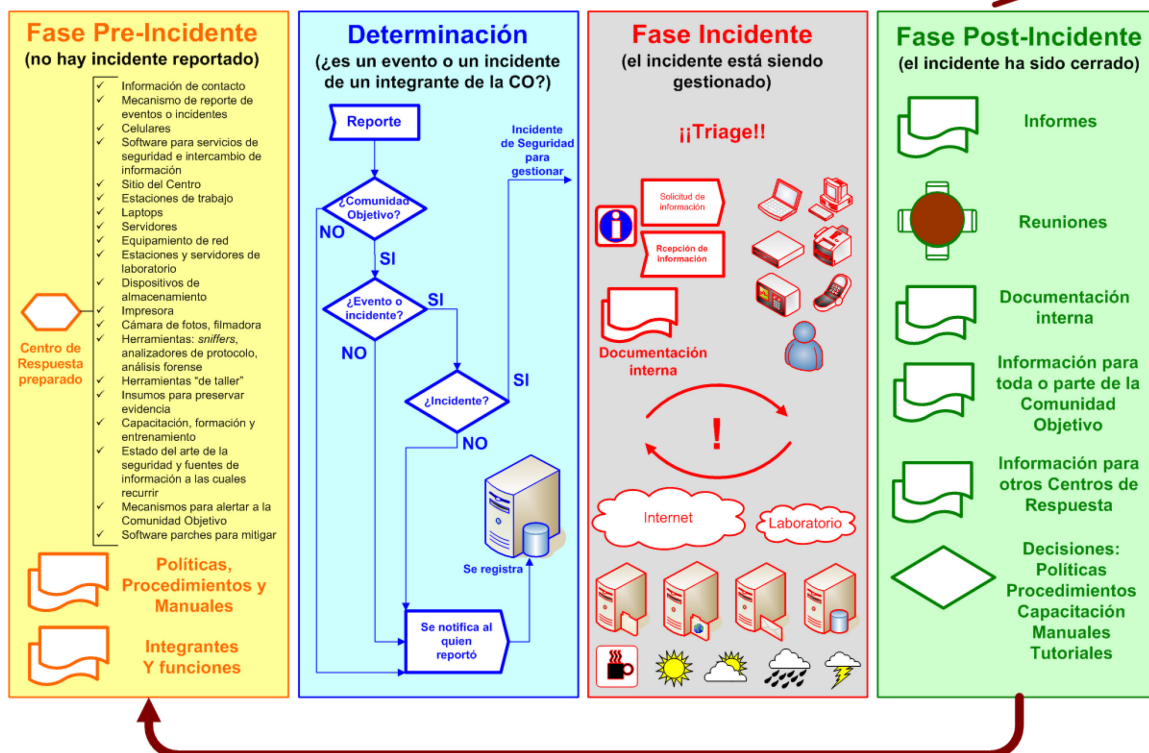 Fase Pre-Incidente
(no hay incidente reportado)
✓ Información de contacto
✓ Mecanismo de reporte de
eventos o incidentes
✓ Celulares
✓ Software para servicios de
seguridad e intercambio de
información
✓ Sitio del Centro
✓ Estaciones de trabajo
✓ Laptops
✓ Servidores
✓ Equipamiento de red
✓ Estaciones y servidores de
laboratorio
✓ Dispositivos de
almacenamiento
✓ Impresora
✓ Cámara de fotos, filmadora
✓ Herramientas: sniffers,
analizadores de protocolo,
análisis forense
✓ Herramientas "de taller"
✓ Insumos para preservar
evidencia
✓ Capacitación, formación y
entrenamiento
✓ Estado del arte de la
seguridad y fuentes de
información a las cuales
recurrir
✓ Mecanismos para alertar a la
Comunidad Objetivo
✓ Software parches para mitigar
Centro de
Respuesta
preparado
Políticas,
Procedimientos y
Manuales
Integrantes
Y funciones
Determinación
(¿es un evento o un incidente
de un integrante de la CO?)
Reporte
Incidente
de Seguridad
para
gestionar
¿Comunidad
Objetivo?
NO
SI
¿Evento o
incidente?
SI
NO
¿Incidente?
SI
NO
Se registra
Se notifica al
quien
reportó
Fase Incidente
(el incidente está siendo
gestionado)
¡¡Triage!!
Solicitud de
información
Rcepción de
información
Documentación
interna
!
Internet
Laboratorio
Fase Post-Incidente
(el incidente ha sido cerrado)
Informes
Reuniones
Documentación
interna
Información para
toda o parte de la
Comunidad
Objetivo
Información para
otros Centros de
Respuesta
Decisiones:
Políticas
Procedimientos
Capacitación
Manuales
Tutoriales